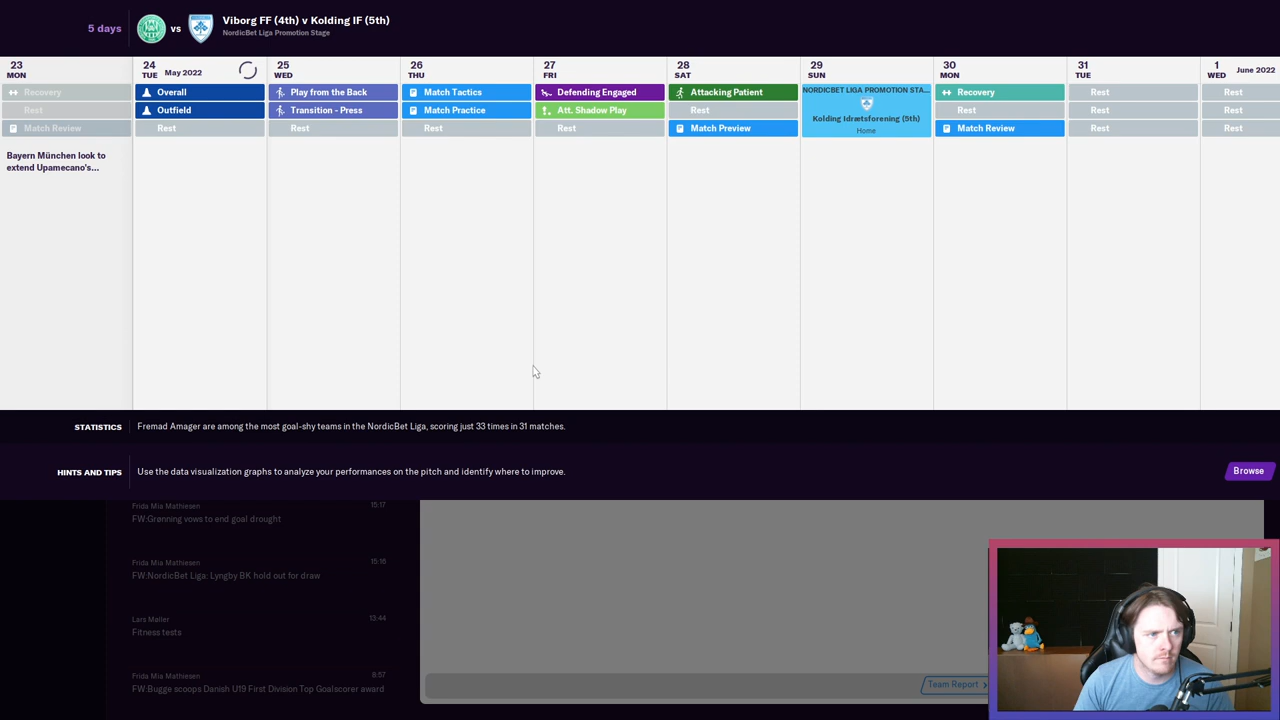 5 days
vs
Viborg FF (4th) v Kolding IF (5th)
NordicBet Liga Promotion Stage
23
MON
24
TUE May 2022
25
WED
26
THU
27
FRI
28
SAT
29
SUN
30
MON
31
TUE
1
WED June 2022
Recovery
Rest
Match Review
Overall
Outfield
Rest
Play from the Back
Transition - Press
Rest
Match Tactics
Match Practice
Rest
Defending Engaged
Att. Shadow Play
Rest
Attacking Patient
Rest
Match Preview
NORDICBET LIGA PROMOTION STA...
Kolding Idrætsforening (5th)
Home
Recovery
Rest
Match Review
Rest
Rest
Rest
Rest
Rest
Rest
Bayern München look to
extend Upamecano's...
STATISTICS
Fremad Amager are among the most goal-shy teams in the NordicBet Liga, scoring just 33 times in 31 matches.
HINTS AND TIPS
Use the data visualization graphs to analyze your performances on the pitch and identify where to improve.
Browse
Frida Mia Mathiesen 15:17
FW:Grønning vows to end goal drought
Frida Mia Mathiesen 15:16
FW:NordicBet Liga: Lyngby BK hold out for draw
Lars Møller 13:44
Fitness tests
Frida Mia Mathiesen 8:57
FW:Bugge scoops Danish U19 First Division Top Goalscorer award
Team Report